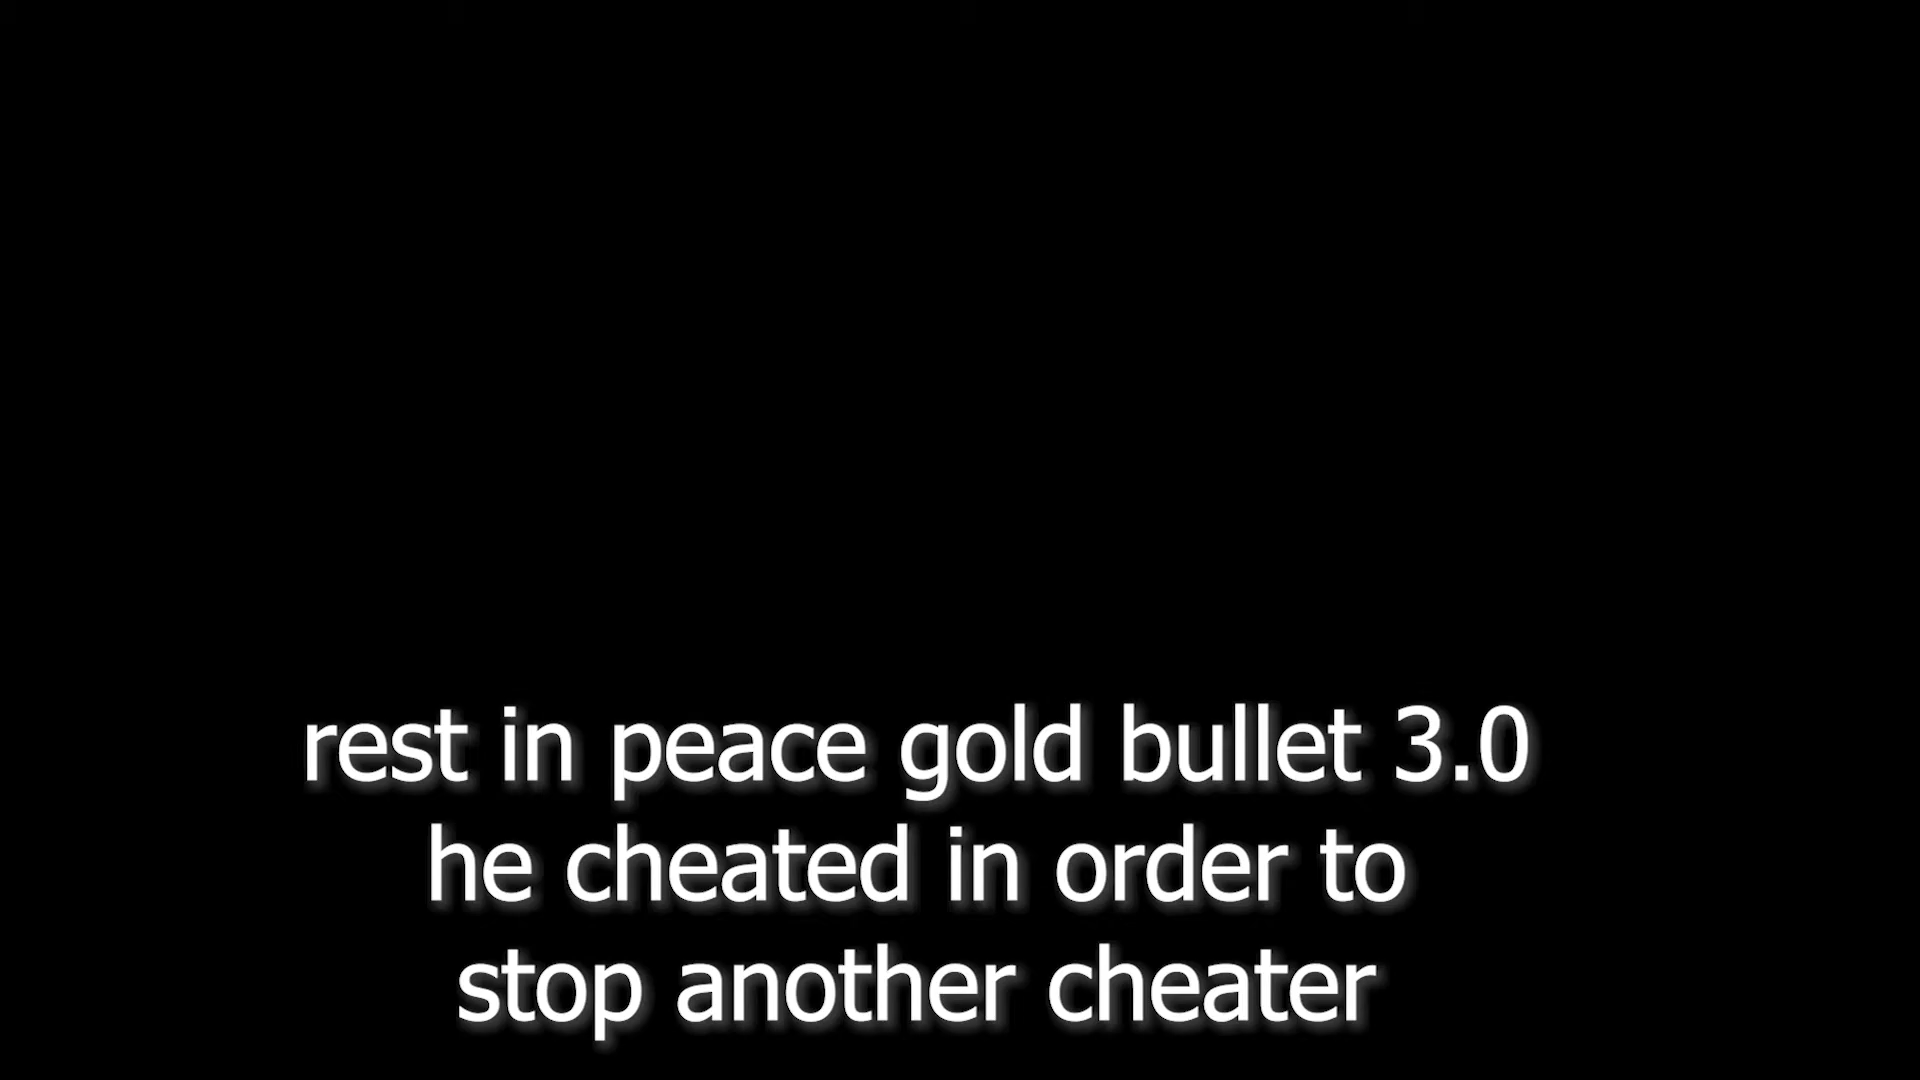 rest in peace gold bullet 3.0
he cheated in order to
stop another cheater